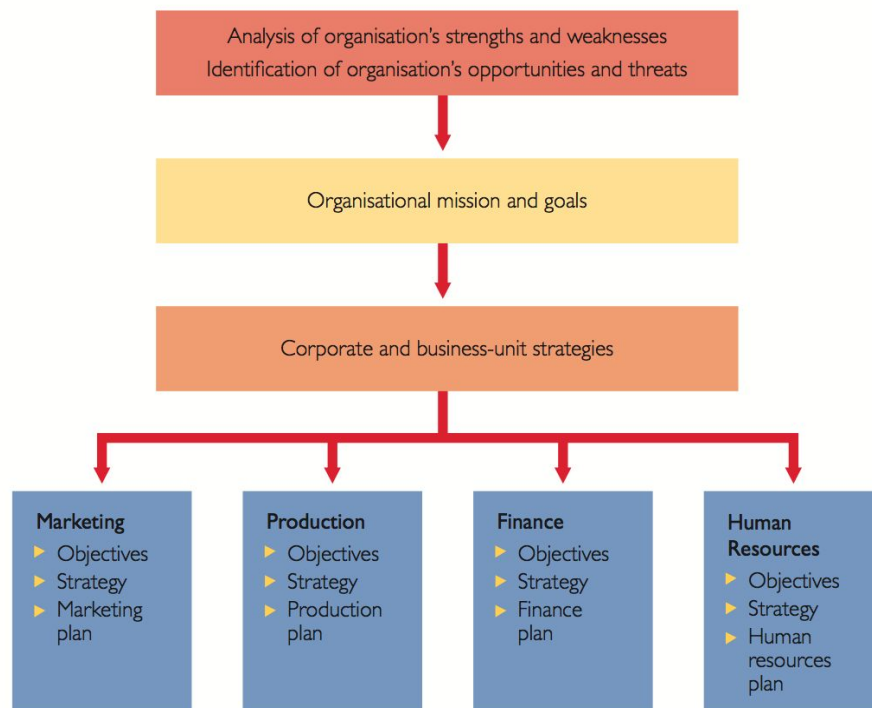 Analysis of organisation's strengths and weaknesses
Identification of organisation's opportunities and threats
Organisational mission and goals
Corporate and business-unit strategies
Marketing
Objectives
Strategy
Marketing
plan
Production
Objectives
Strategy
Production
plan
Finance
Objectives
Strategy
Finance
plan
Human
Resources
Objectives
Strategy
Human
resources
plan